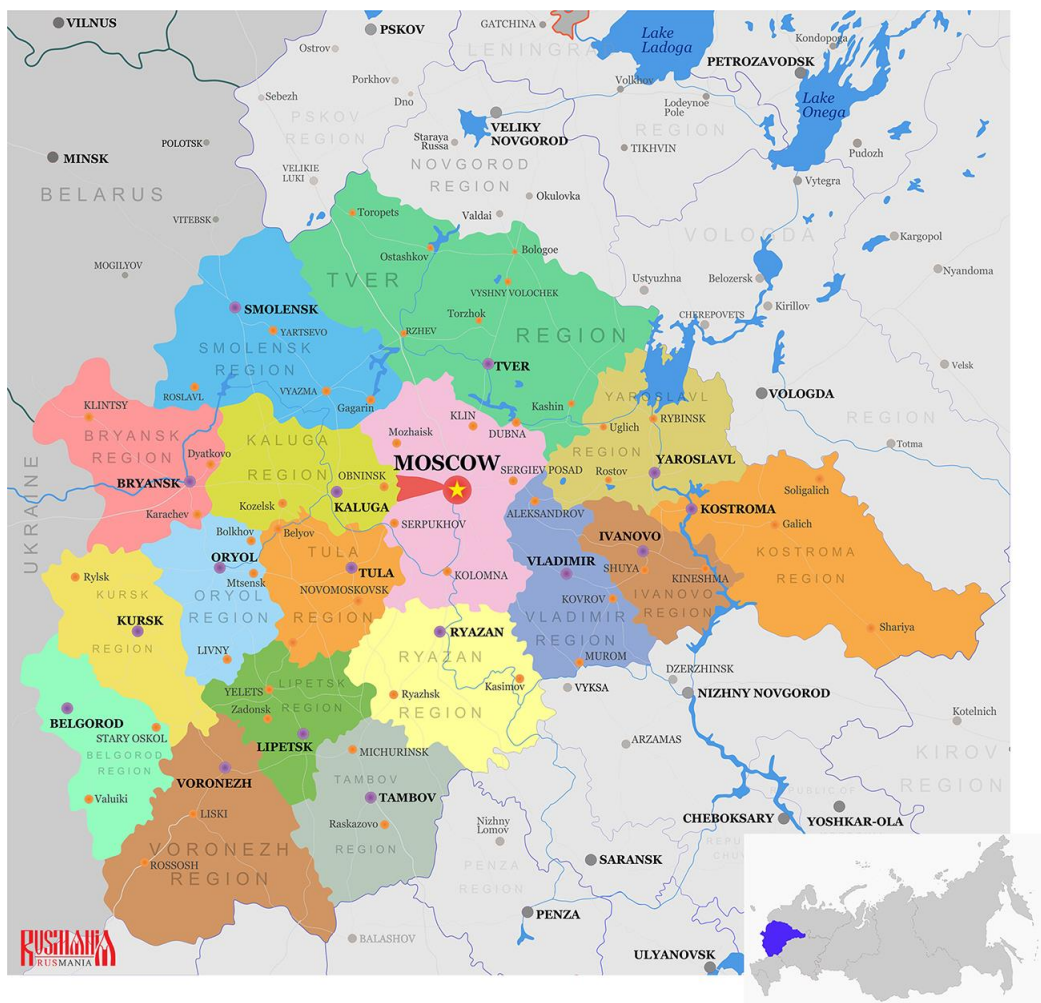 VILNUS
PSKOV
GATCHINA
Lake
Ladoga
Kondopoga
Ostrov
LENINGRA
PETROZAVODSK
Porkhov
Volkhov
Sebezh
Dno
Lodeynoe
Pole
Lake
Onega
PSKOV
REGION
VELIKY
NOVGOROD
REGION
Staraya
Russa
POLOTSK
MINSK
TIKHVIN
Pudozh
NOVGOROD
REGION
VELIKIE
LUKI
BELARUS
Vytegra
Okulovka
Toropets
Valdai
VITEBSK
VOLOGDA
Kargopol
Ostashkov
Bologoe
MOGILYOV
Nyandoma
TVER
Ustyuzhna
Belozersk
VYSHNY VOLOCHEK
Kirillov
SMOLENSK
Torzhok
CHEREPOVETS
YARTSEVO
RZHEV
REGION
SMOLENSK
REGION
TVER
Velsk
ROSLAVL
VYAZMA
VOLOGDA
YAROSLAVL
KLINTSY
Gagarin
Kashin
KLIN
RYBINSK
REGION
BRYANSK
REGION
KALUGA
REGION
Mozhaisk
DUBNA
Uglich
Totma
Dyatkovo
REGION
MOSCOW
YAROSLAVL
OBNINSK
SERGIEV POSAD
Rostov
BRYANSK
Soligalich
UKRAINE
Kozelsk
KALUGA
ALEKSANDROV
KOSTROMA
Karachev
SERPUKHOV
Galich
Bolkhov
Belyov
IVANOVO
ORYOL
TULA
KOSTROMA
REGION
VLADIMIR
SHUYA
Rylsk
Mtsensk
TULA
KOLOMNA
KINESHMA
KURSK
ORYOL
REGION
NOVOMOSKOVSK
KOVROV
IVANOVO
REGION
KURSK
REGION
REGION
VLADIMIR
REGION
RYAZAN
Shariya
LIVNY
RYAZAN
REGION
MUROM
DZERZHINSK
YELETS
LIPETSK
REGION
Ryazhsk
Kasimov
VYKSA
NIZHNY NOVGOROD
Zadonsk
BELGOROD
Kotelnich
STARY OSKOL
LIPETSK
ARZAMAS
BELGOROD
REGION
MICHURINSK
KIROV
REGION
VORONEZH
TAMBOV
REGION
Valuiki
TAMBOV
REPUBLIC OF
LISKI
CHEBOKSARY
YOSHKAR-OLA
Raskazovo
Nizhny
Lomov
VORONEZH
REGION
ROSSOSH
SARANSK
PENZA
REGION
PENZA
BALASHOV
RUSMANIA
RUSMANIA
ULYANOVSK